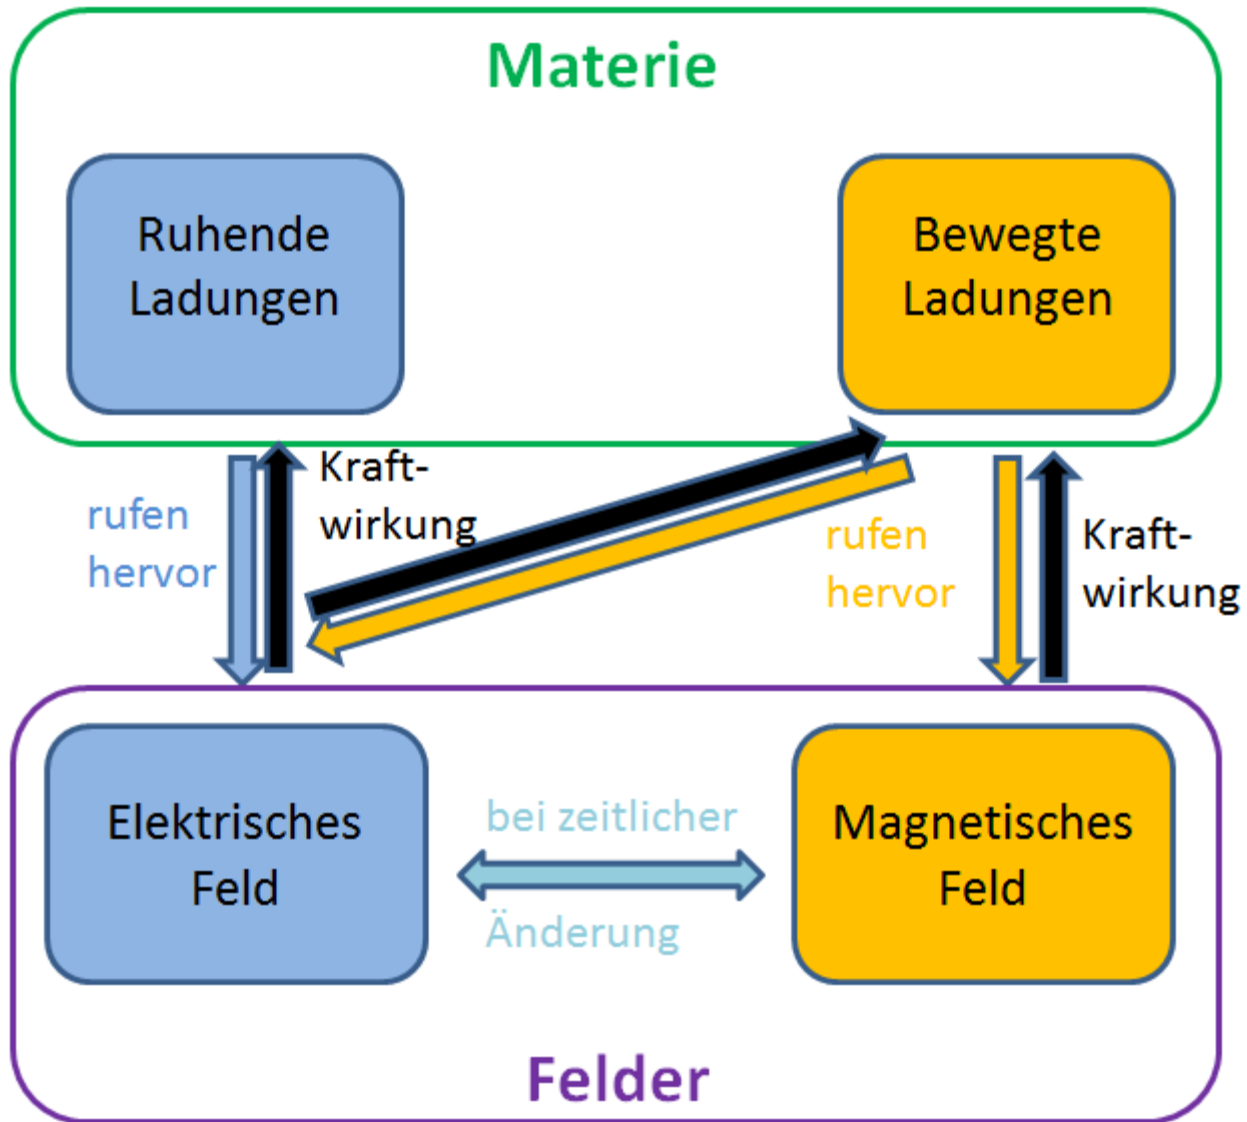 Materie
Ruhende
Ladungen
Bewegte
Ladungen
rufen
hervor
Kraft-
wirkung
rufen
hervor
Kraft-
wirkung
Elektrisches
Feld
bei zeitlicher
Änderung
Magnetisches
Feld
Felder